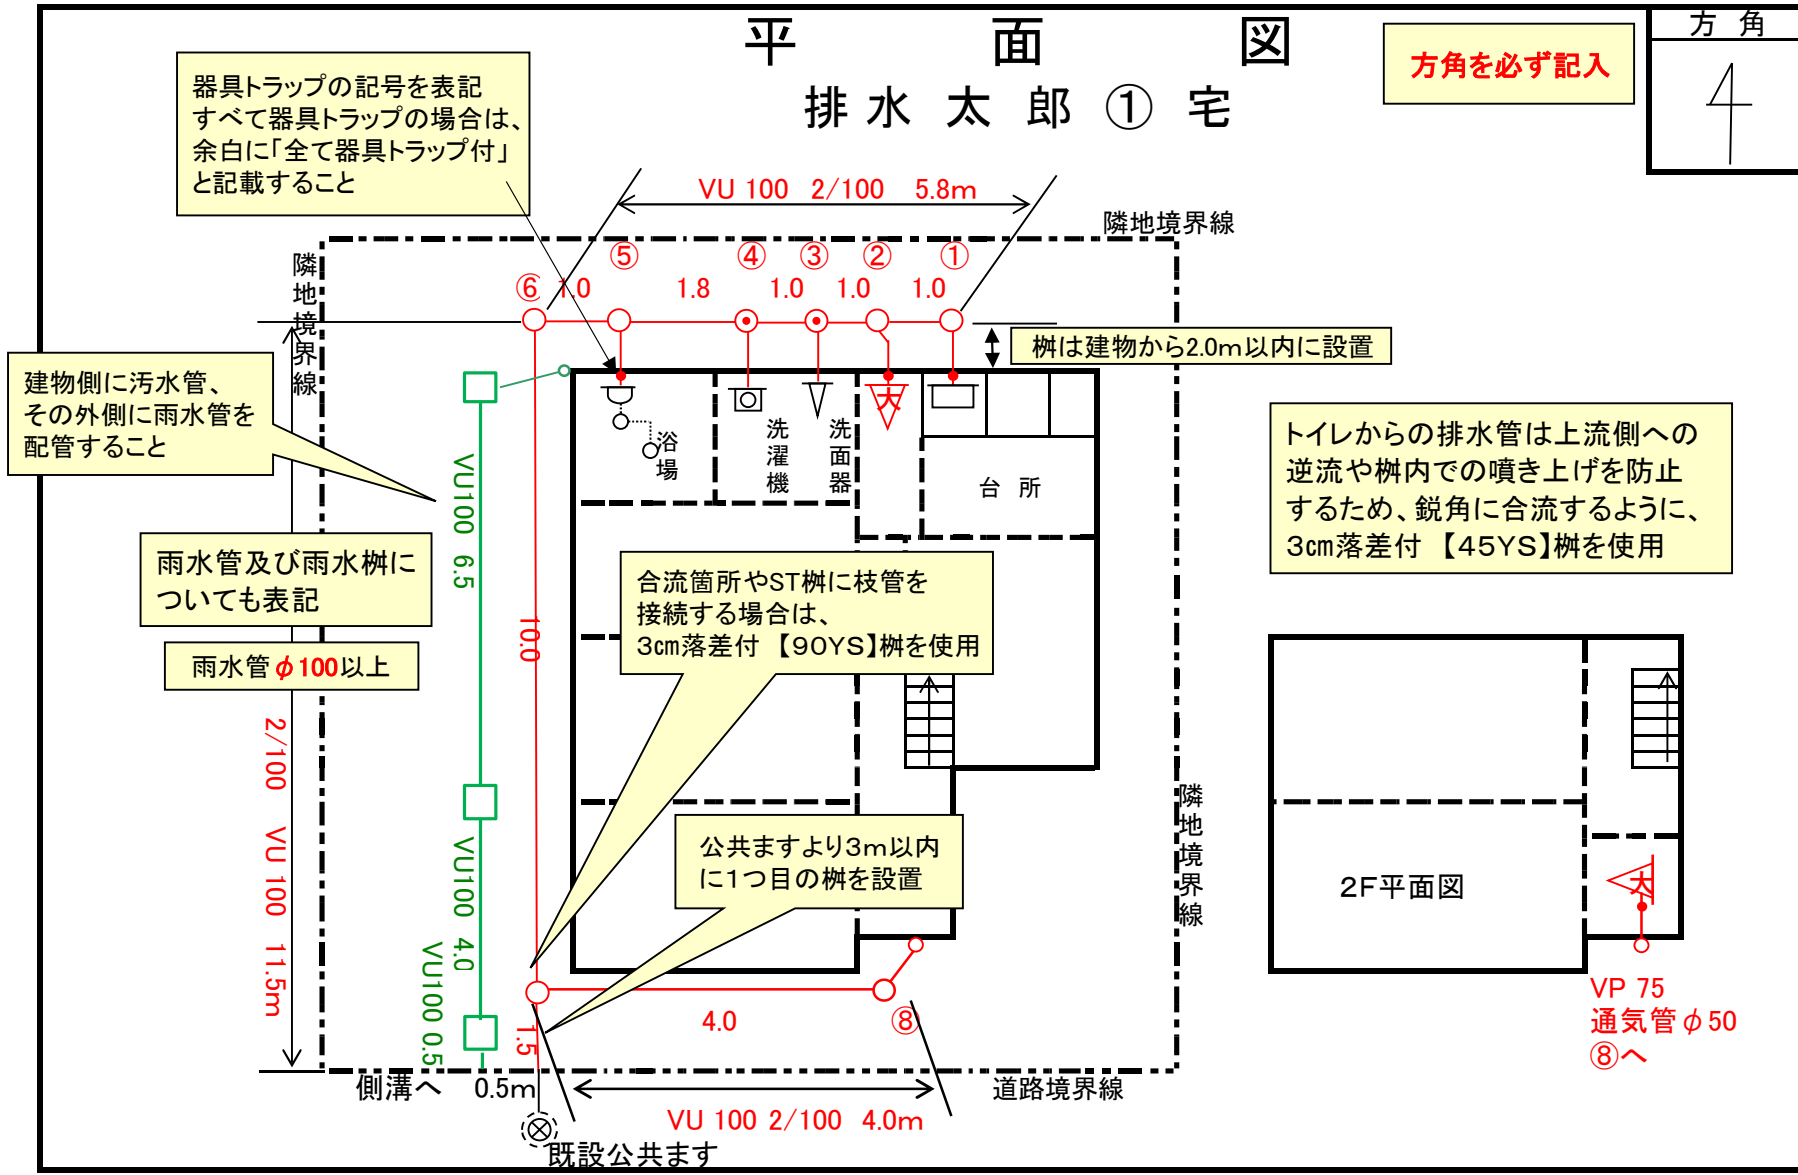 平 面 図
排水 太 郎 ① 宅
方角を必ず記入
方 角
器具トラップの記号を表記
すべて器具トラップの場合は、
余白に「全て器具トラップ付」
と記載すること
VU 100 2/100 5.8m
隣地境界線
隣地境界線
⑥
⑤
④
③
②
①
1.0
1.8
1.0
1.0
1.0
桝は建物から2.0m以内に設置
建物側に汚水管、
その外側に雨水管を
配管すること
大
浴場
洗濯機
洗面器
台 所
トイレからの排水管は上流側への
逆流や桝内での噴き上げを防止
するため、鋭角に合流するように、
3cm落差付 【45YS】桝を使用
VU100 6.5
雨水管及び雨水桝に
ついても表記
雨水管φ100以上
10.0
合流箇所やST桝に枝管を
接続する場合は、
3cm落差付 【90YS】桝を使用
2/100 VU 100 11.5m
VU100 4.0
VU100 0.5
公共ますより3m以内
に1つ目の桝を設置
隣地境界線
2F平面図
大
VP 75
通気管φ50
⑧へ
1.5
4.0
⑧
側溝へ 0.5m
道路境界線
VU 100 2/100 4.0m
既設公共ます